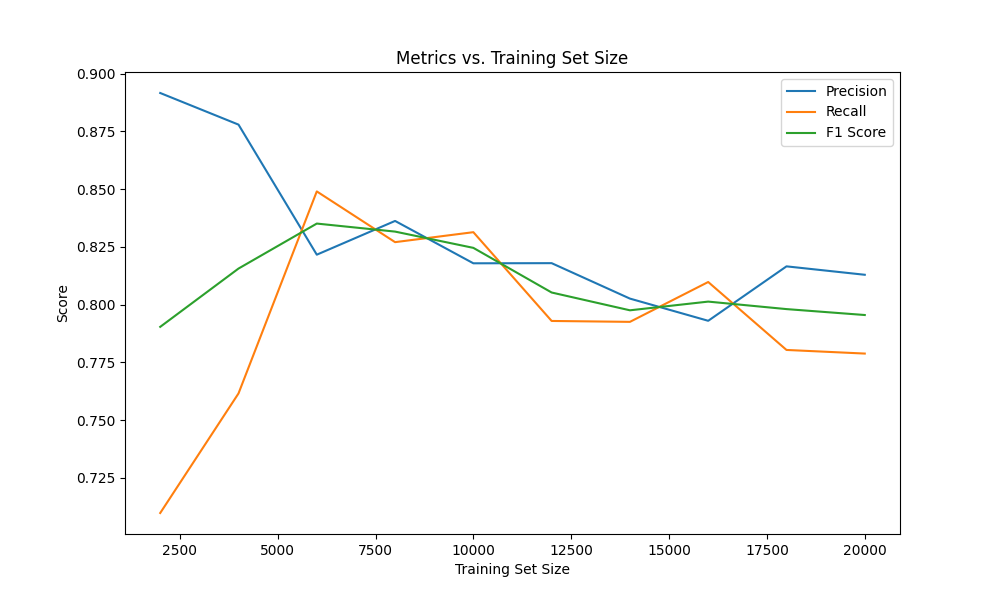 Metrics vs. Training Set Size
0.900
0.875
0.850
0.825
0.800
0.775
0.750
0.725
Score
Precision
Recall
F1 Score
2500 5000 7500 10000 12500 15000 17500 20000
Training Set Size